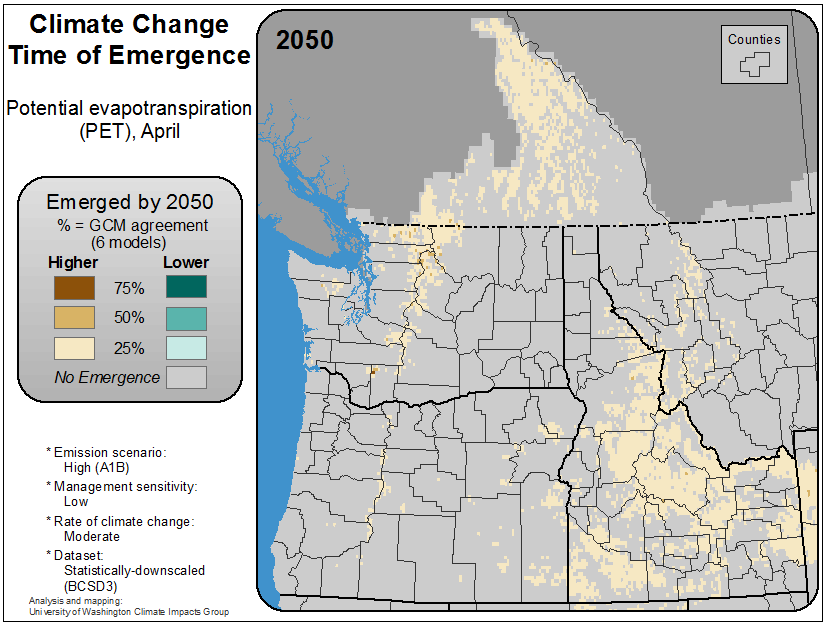 Climate Change
Time of Emergence
Potential evapotranspiration
(PET), April
Emerged by 2050
% = GCM agreement
(6 models)
Higher Lower
75%
50%
25%
No Emergence
* Emission scenario:
High (A1B)
* Management sensitivity:
Low
* Rate of climate change:
Moderate
* Dataset:
Statistically-downscaled
(BCSD3)
Analysis and mapping:
University of Washington Climate Impacts Group
2050
Counties